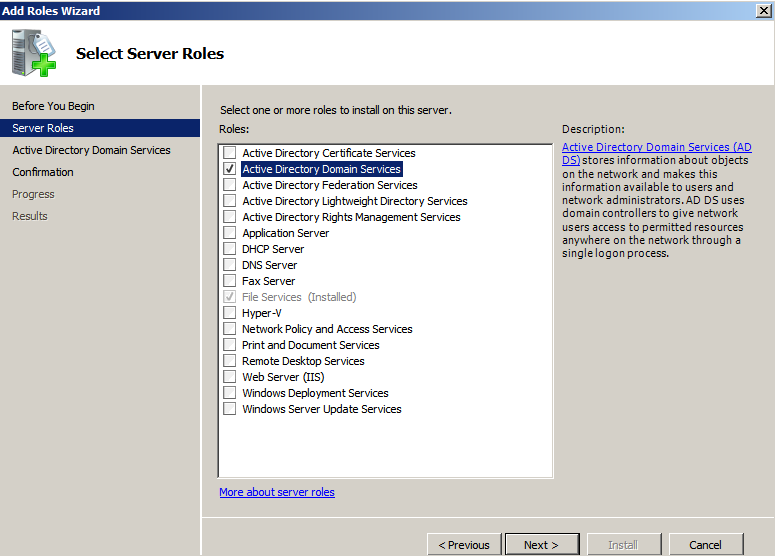 Add Roles Wizard
Select Server Roles
Before You Begin
Server Roles
Active Directory Domain Services
Confirmation
Progress
Results
Select one or more roles to install on this server.
Roles:
Active Directory Certificate Services
Active Directory Domain Services
Active Directory Federation Services
Active Directory Lightweight Directory Services
Active Directory Rights Management Services
Application Server
DHCP Server
DNS Server
Fax Server
File Services (Installed)
Hyper-V
Network Policy and Access Services
Print and Document Services
Remote Desktop Services
Web Server (IIS)
Windows Deployment Services
Windows Server Update Services
More about server roles
Description:
Active Directory Domain Services (AD
DS) stores information about objects
on the network and makes this
information available to users and
network administrators. AD DS uses
domain controllers to give network
users access to permitted resources
anywhere on the network through a
single logon process.
< Previous
Next >
Install
Cancel